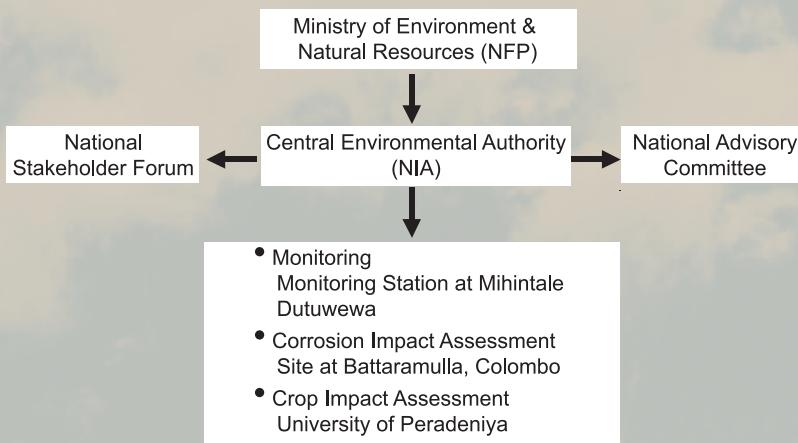 Ministry of Environment &
Natural Resources (NFP)
National
Stakeholder Forum
Central Environmental Authority
(NIA)
National Advisory
Committee
• Monitoring
Monitoring Station at Mihintale
Dutuwewa
• Corrosion Impact Assessment
Site at Battaramulla, Colombo
• Crop Impact Assessment
University of Peradeniya